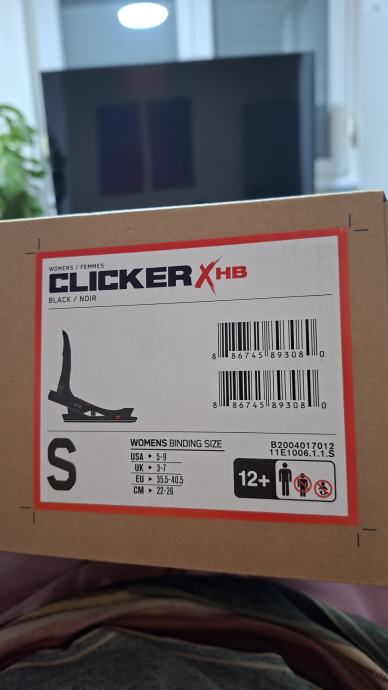 WOMENS / FEMMES
CLICKER X HB
BLACK / NOIR
8 86745 89308 0
8 86745 89308 0
S
WOMENS BINDING SIZE
USA ▸ 5-9
UK ▸ 3-7
EU ▸ 35.5-40.5
CM ▸ 22-26
B2004017012
11E1006.1.1.S
12+